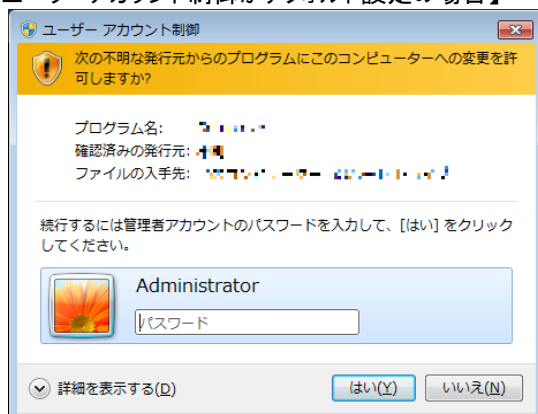 ユーザー アカウント制御
次の不明な発行元からのプログラムにこのコンピューターへの変更を許
可しますか?
プログラム名:
確認済みの発行元:
ファイルの入手先:
続行するには管理者アカウントのパスワードを入力して、[はい] をクリック
してください。
Administrator
パスワード
詳細を表示する(D)
はい(Y)
いいえ(N)